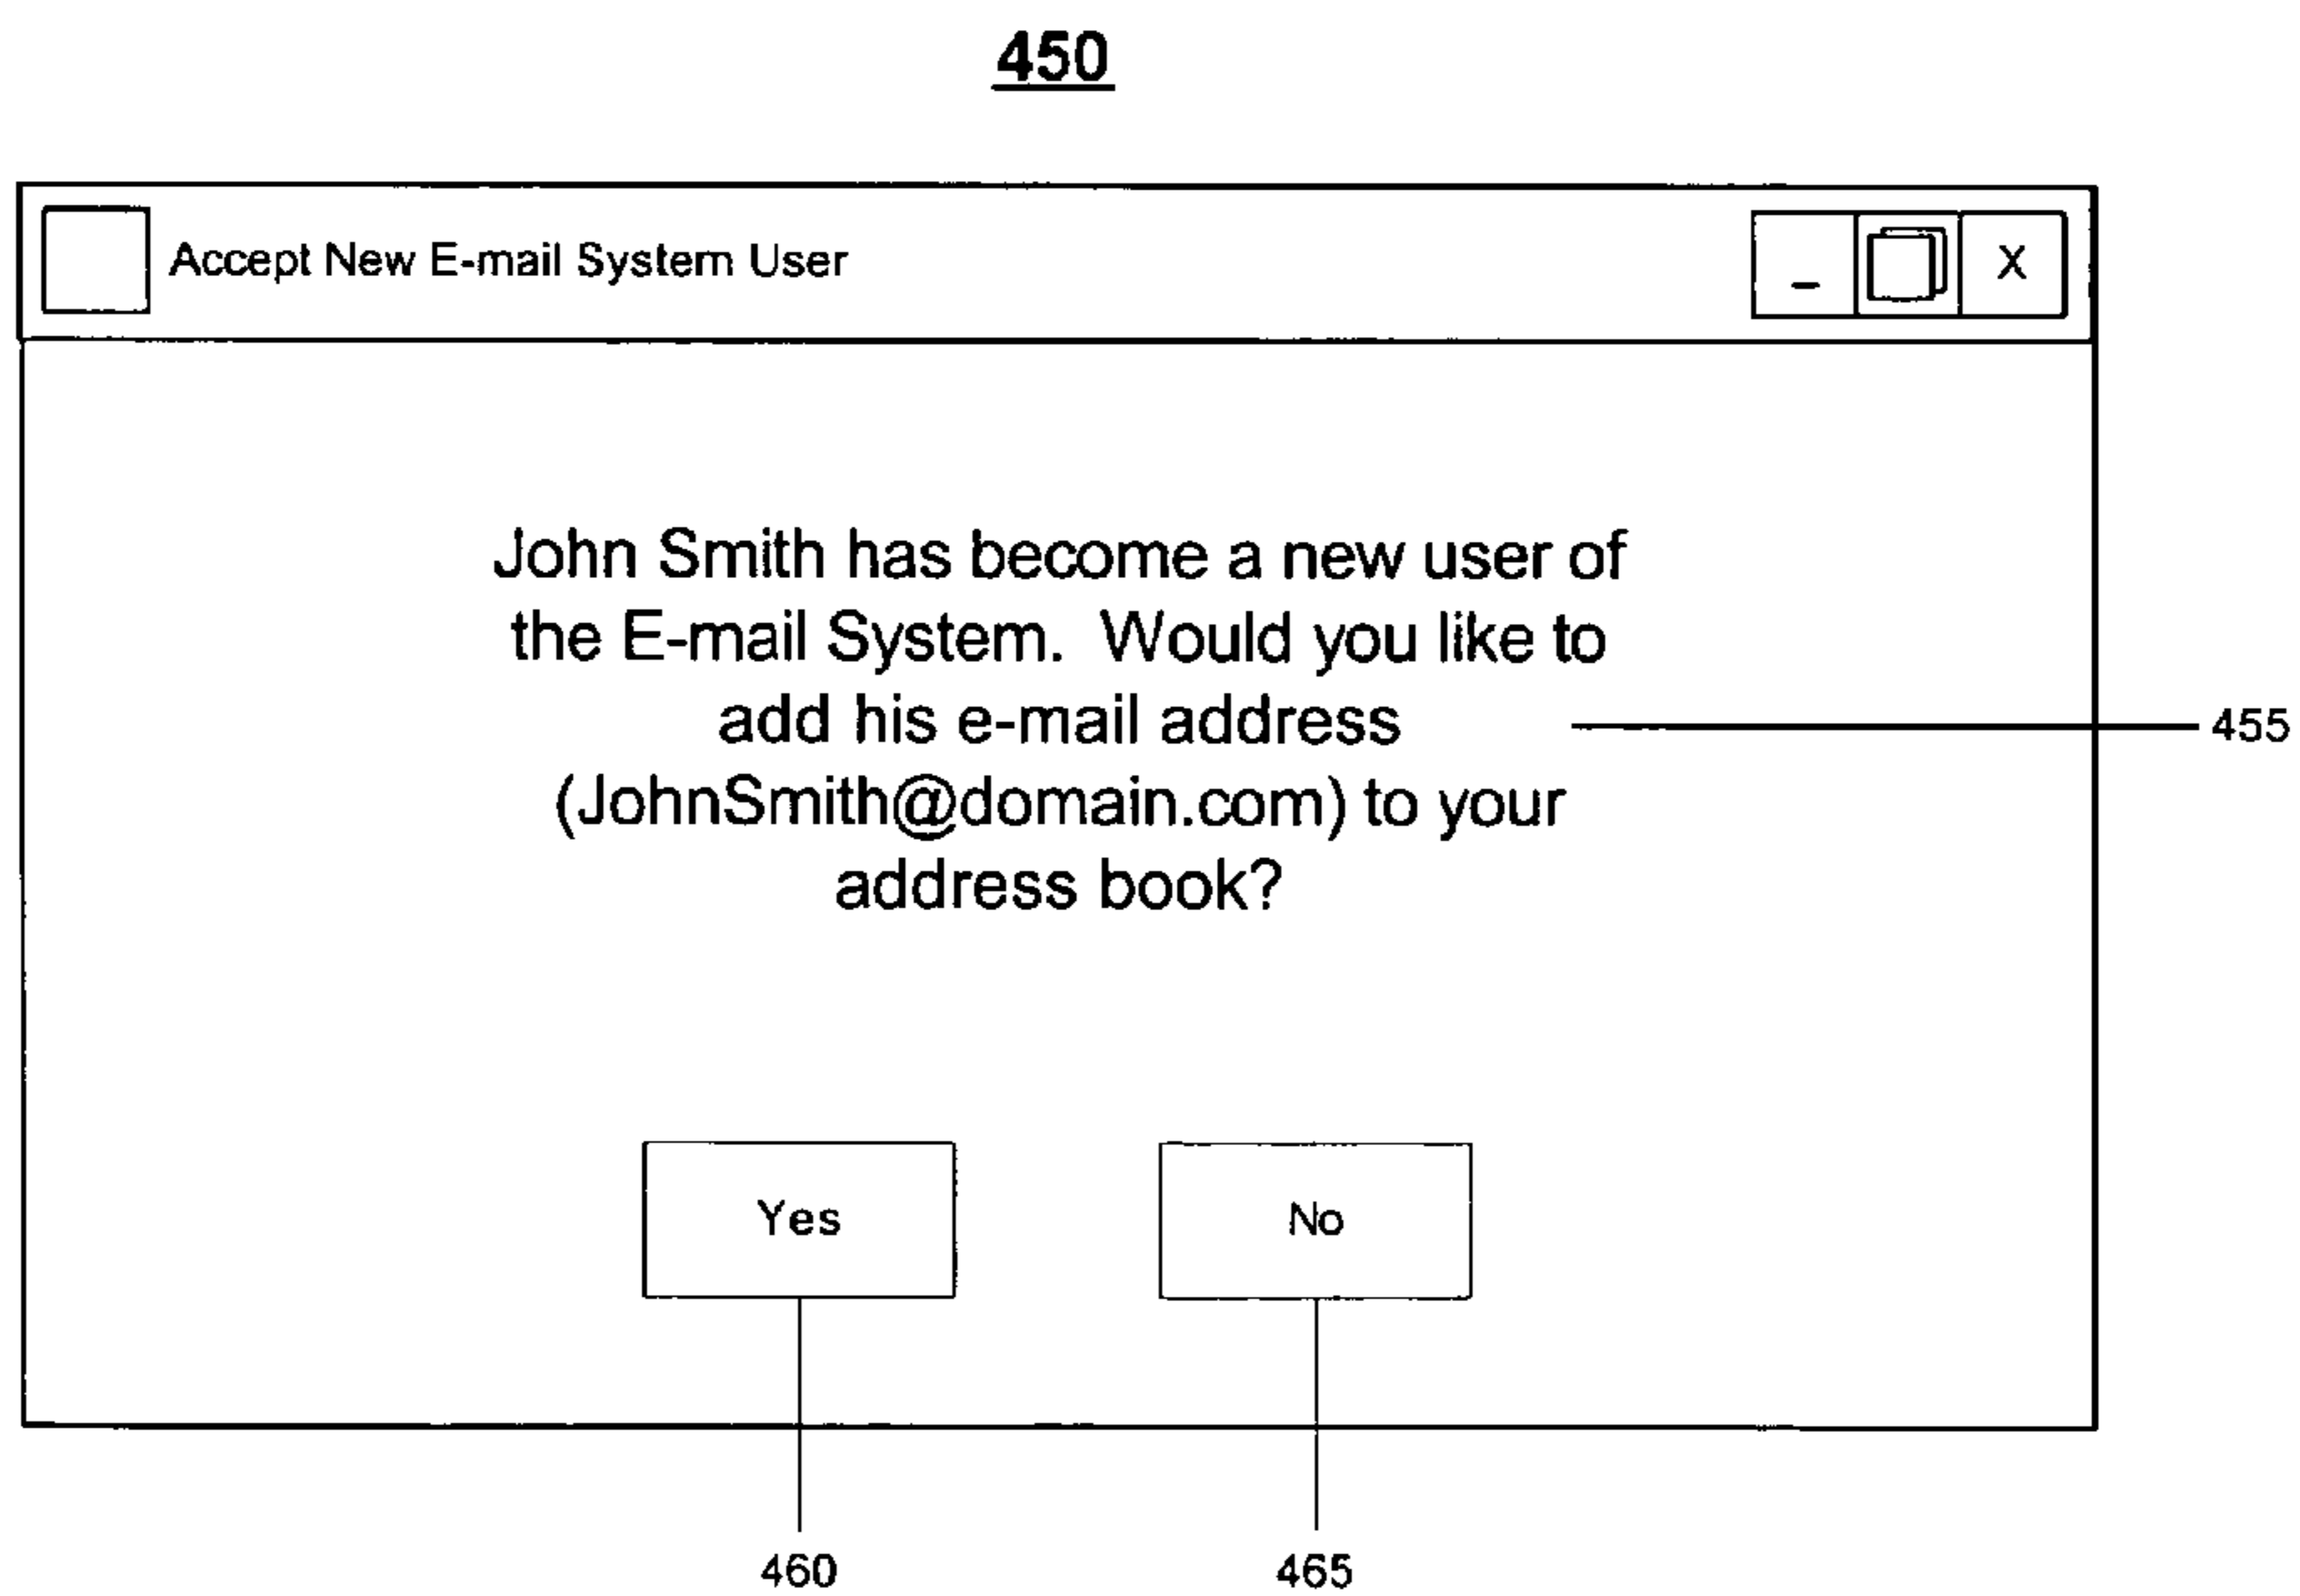 450
Accept New E-mail System User
_ X
John Smith has become a new user of
the E-mail System.  Would you like to
add his e-mail address
455
(JohnSmith@domain.com) to your
address book?
Yes No
460 465